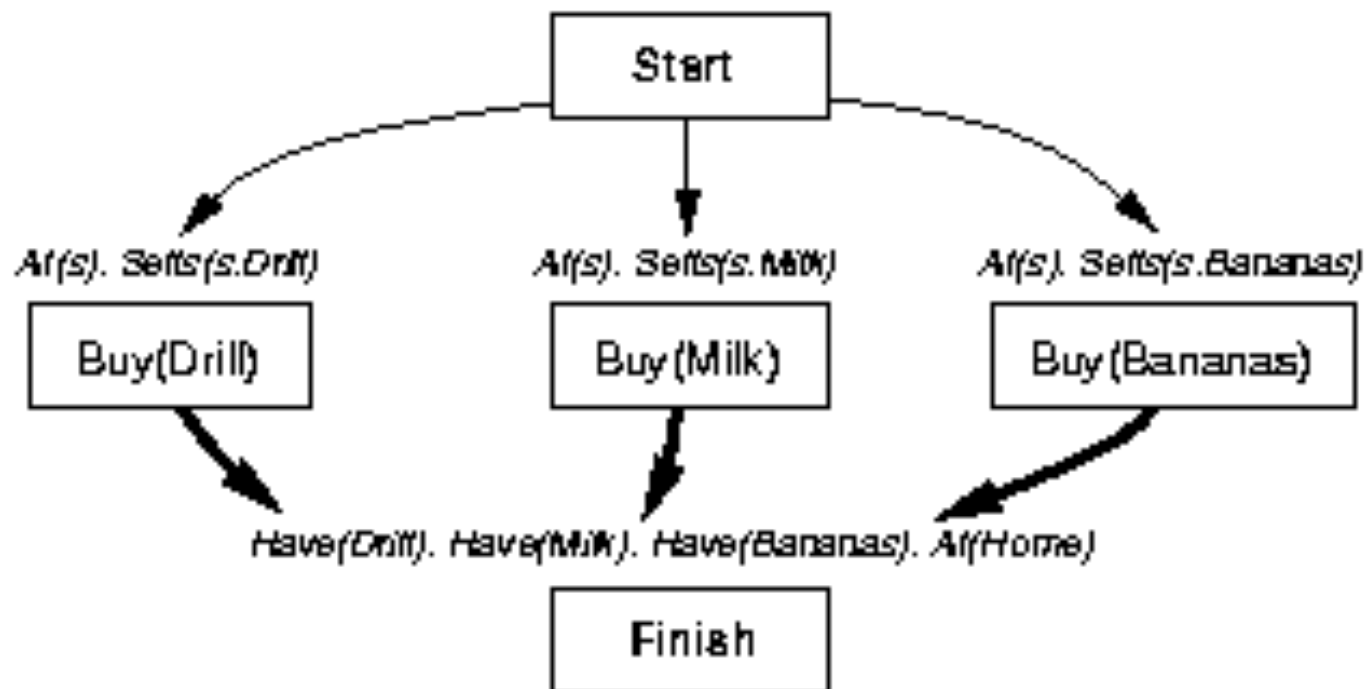 Start
At(s). Sells(s.Drill) At(s). Sells(s.Milk) At(s). Sells(s.Bananas)
Buy(Drill) Buy(Milk) Buy(Bananas)
Have(Drill). Have(Milk). Have(Bananas). At(Home)
Finish